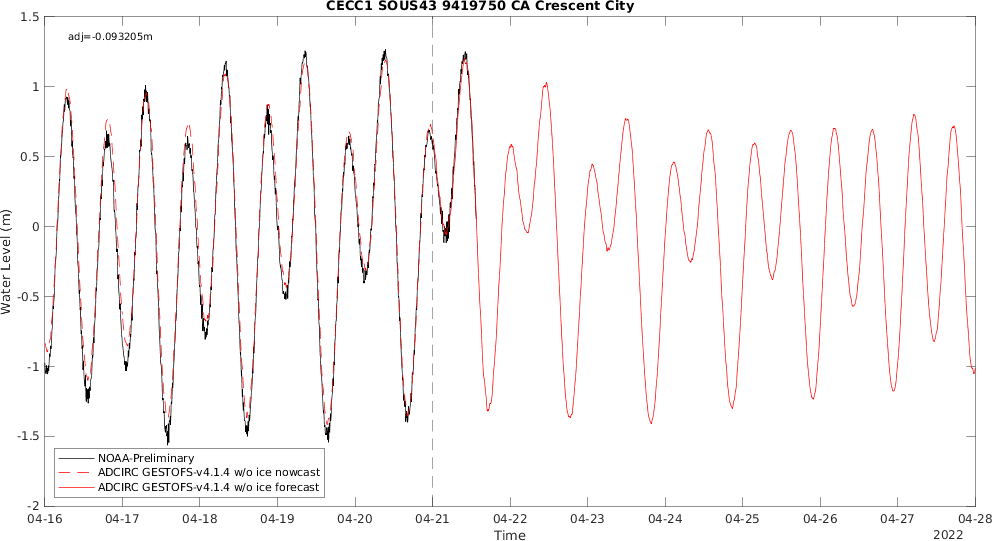 CECC1 SOUS43 9419750 CA Crescent City
adj=-0.093205m
1.5
1
0.5
0
-0.5
-1
-1.5
-2
Water Level (m)
NOAA-Preliminary
ADCIRC GESTOFS-v4.1.4 w/o ice nowcast
ADCIRC GESTOFS-v4.1.4 w/o ice forecast
04-16 04-17 04-18 04-19 04-20 04-21 04-22 04-23 04-24 04-25 04-26 04-27 04-28
Time
2022